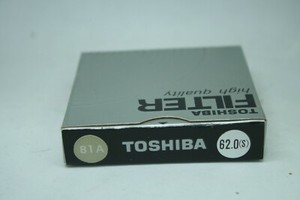 TOSHIBA
FILTER
high quality
81A TOSHIBA 62.0(S)